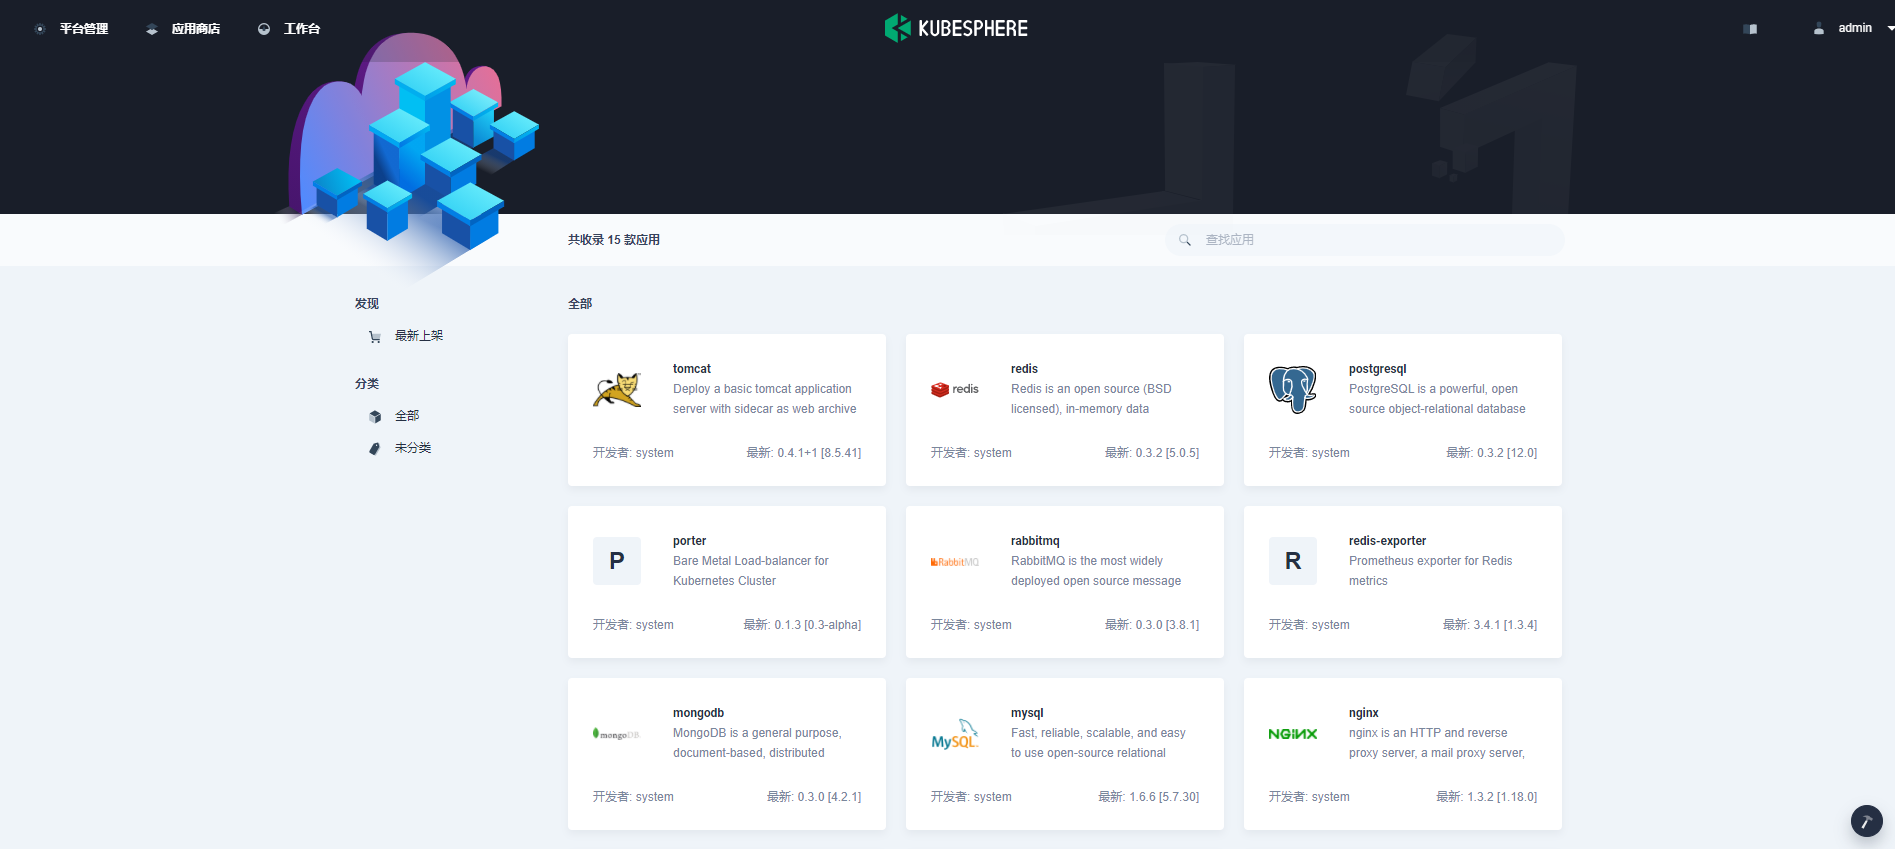 平台管理
应用商店
工作台
KUBESPHERE
admin
共收录 15 款应用
查找应用
发现
最新上架
分类
全部
未分类
全部
tomcat
Deploy a basic tomcat application
server with sidecar as web archive
开发者: system
最新: 0.4.1+1 [8.5.41]
redis
redis
Redis is an open source (BSD
licensed), in-memory data
开发者: system
最新: 0.3.2 [5.0.5]
postgresql
PostgreSQL is a powerful, open
source object-relational database
开发者: system
最新: 0.3.2 [12.0]
P
porter
Bare Metal Load-balancer for
Kubernetes Cluster
开发者: system
最新: 0.1.3 [0.3-alpha]
RabbitMQ
rabbitmq
RabbitMQ is the most widely
deployed open source message
开发者: system
最新: 0.3.0 [3.8.1]
R
redis-exporter
Prometheus exporter for Redis
metrics
开发者: system
最新: 3.4.1 [1.3.4]
mongoDB
mongodb
MongoDB is a general purpose,
document-based, distributed
开发者: system
最新: 0.3.0 [4.2.1]
MySQL
mysql
Fast, reliable, scalable, and easy
to use open-source relational
开发者: system
最新: 1.6.6 [5.7.30]
NGINX
nginx
nginx is an HTTP and reverse
proxy server, a mail proxy server,
开发者: system
最新: 1.3.2 [1.18.0]